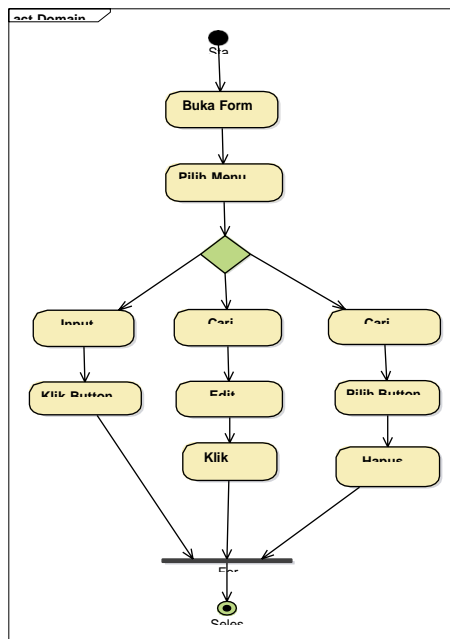 act Domain
Sta
Buka Form
Pilih Menu
Input
Cari
Cari
Klik Button
Edit
Pilih Button
Klik
Hapus
For
Seles